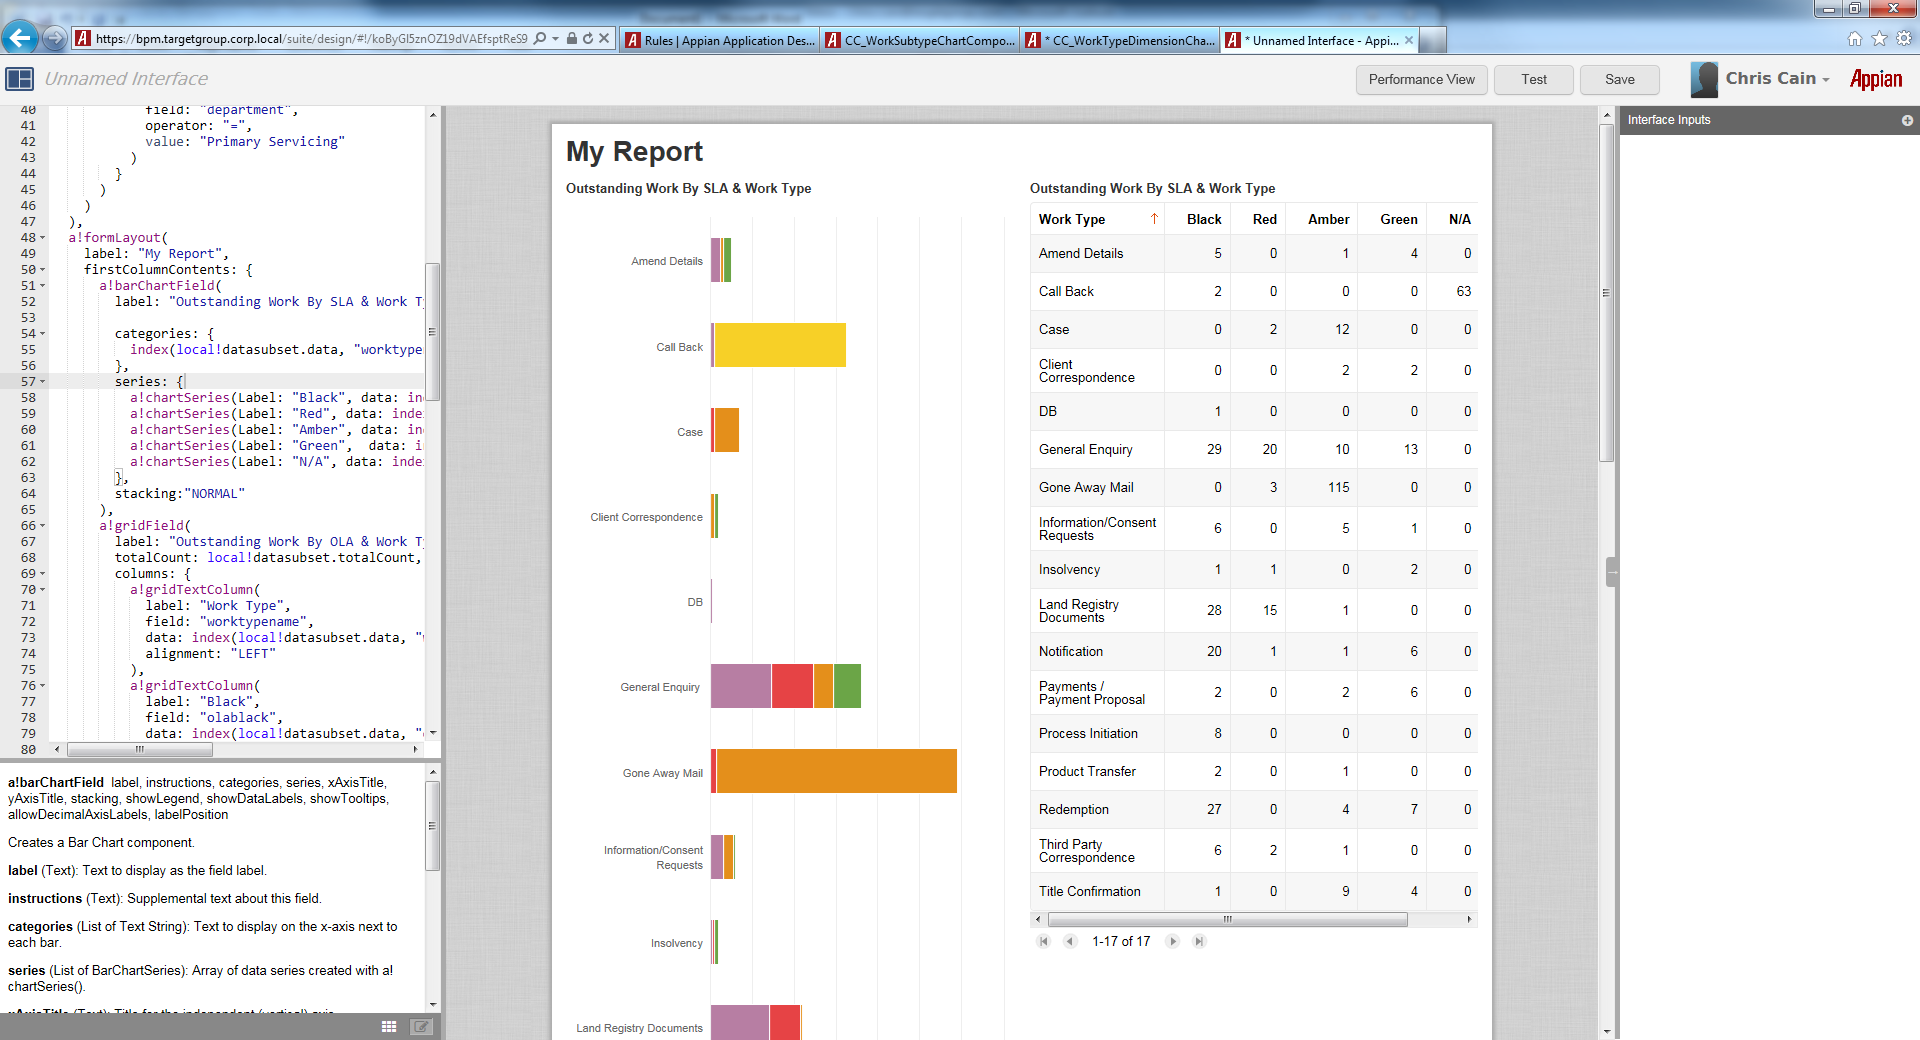 https://bpm.targetgroup.corp.local/suite/design/#!/koByGl5znOZ19dVAEfsptReS9
Rules | Appian Application Des...
CC_WorkSubtypeChartCompo...
* CC_WorkTypeDimensionCha...
* Unnamed Interface - Appi...
Unnamed Interface
Performance View
Test
Save
Chris Cain
Appian
40 field: "department",
41 operator: "=",
42 value: "Primary Servicing"
43 )
44 }
45 )
46 )
47 ),
48 a!formLayout(
49 label: "My Report",
50 firstColumnContents: {
51 a!barChartField(
52 label: "Outstanding Work By SLA & Work T
53
54 categories: {
55 index(local!datasubset.data, "worktype
56 },
57 series: {
58 a!chartSeries(Label: "Black", data: in
59 a!chartSeries(Label: "Red", data: inde
60 a!chartSeries(Label: "Amber", data: in
61 a!chartSeries(Label: "Green",  data: i
62 a!chartSeries(Label: "N/A", data: inde
63 },
64 stacking:"NORMAL"
65 ),
66 a!gridField(
67 label: "Outstanding Work By OLA & Work T
68 totalCount: local!datasubset.totalCount,
69 columns: {
70 a!gridTextColumn(
71 label: "Work Type",
72 field: "worktypename",
73 data: index(local!datasubset.data, "
74 alignment: "LEFT"
75 ),
76 a!gridTextColumn(
77 label: "Black",
78 field: "olablack",
79 data: index(local!datasubset.data, "
80
a!barChartField label, instructions, categories, series, xAxisTitle,
yAxisTitle, stacking, showLegend, showDataLabels, showTooltips,
allowDecimalAxisLabels, labelPosition
Creates a Bar Chart component.
label (Text): Text to display as the field label.
instructions (Text): Supplemental text about this field.
categories (List of Text String): Text to display on the x-axis next to
each bar.
series (List of BarChartSeries): Array of data series created with a!
chartSeries().
xAxisTitle (Text): Title for the independent (vertical) axis.
My Report
Outstanding Work By SLA & Work Type
Amend Details
Call Back
Case
Client Correspondence
DB
General Enquiry
Gone Away Mail
Information/Consent
Requests
Insolvency
Land Registry Documents
Outstanding Work By SLA & Work Type
Work Type ↑ Black Red Amber Green N/A
Amend Details 5 0 1 4 0
Call Back 2 0 0 0 63
Case 0 2 12 0 0
Client
Correspondence 0 0 2 2 0
DB 1 0 0 0 0
General Enquiry 29 20 10 13 0
Gone Away Mail 0 3 115 0 0
Information/Consent
Requests 6 0 5 1 0
Insolvency 1 1 0 2 0
Land Registry
Documents 28 15 1 0 0
Notification 20 1 1 6 0
Payments /
Payment Proposal 2 0 2 6 0
Process Initiation 8 0 0 0 0
Product Transfer 2 0 1 0 0
Redemption 27 0 4 7 0
Third Party
Correspondence 6 2 1 0 0
Title Confirmation 1 0 9 4 0
1-17 of 17
Interface Inputs